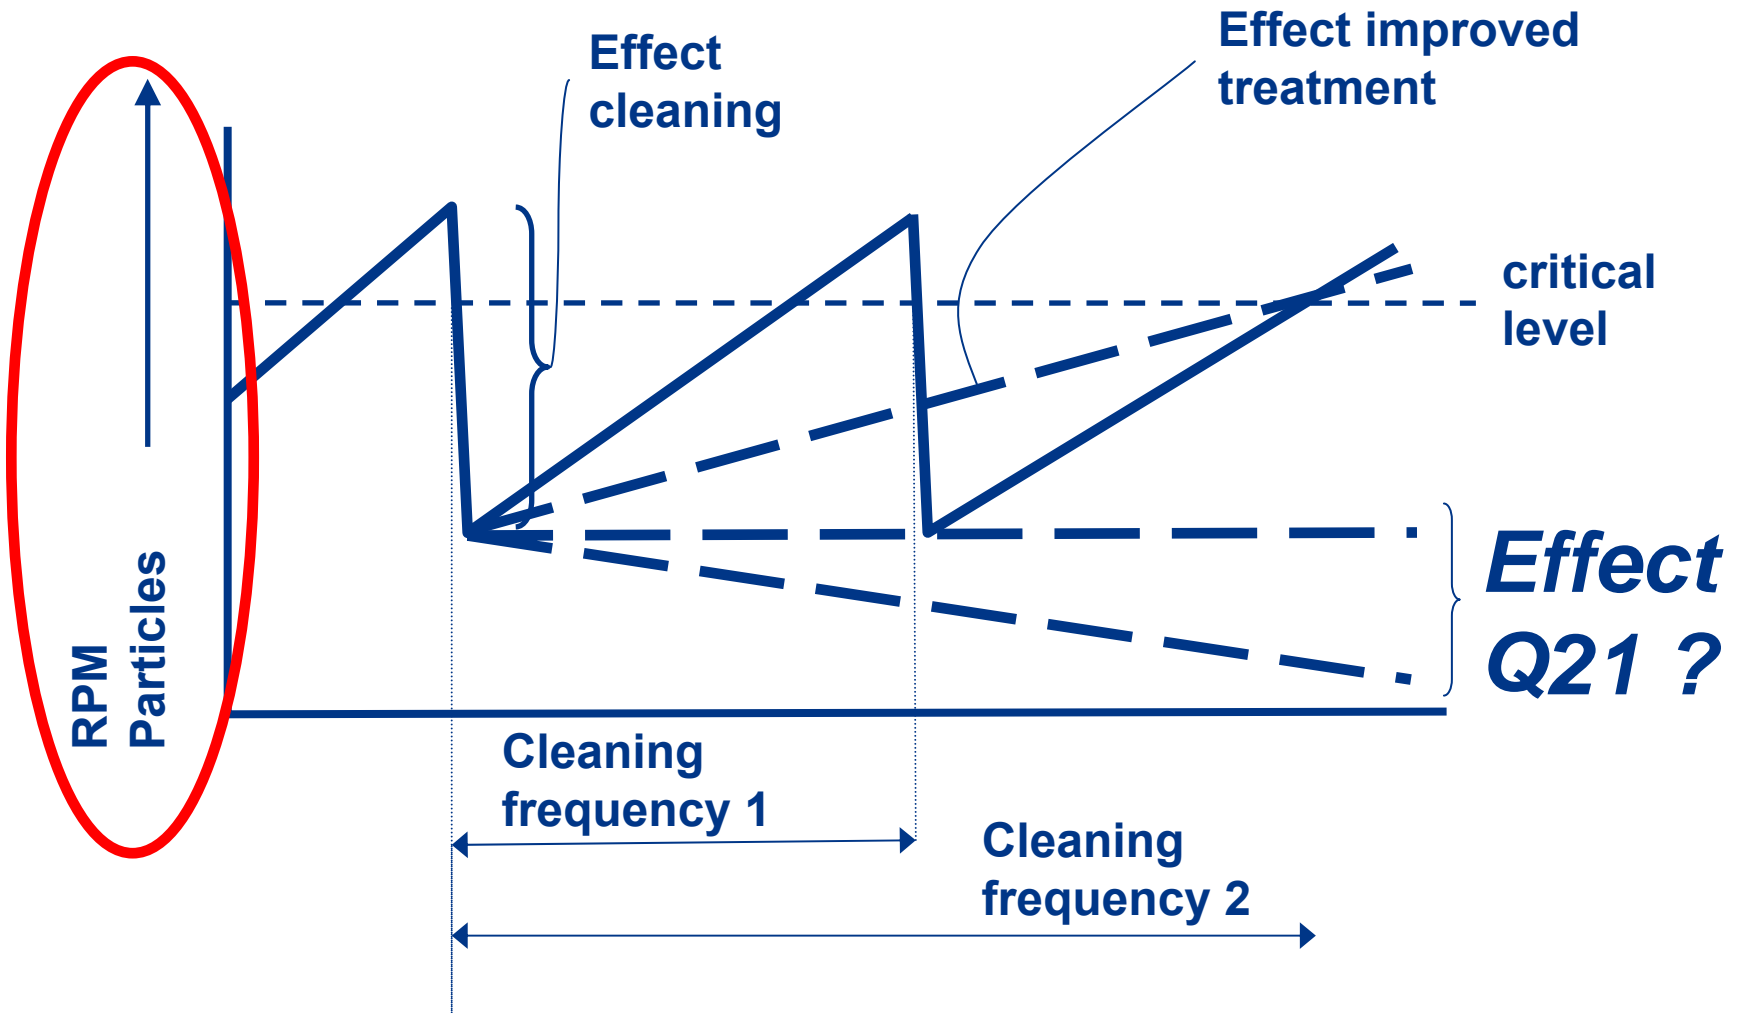 Effect
cleaning
Effect improved
treatment
critical
level
RPM
Particles
Effect
Q21 ?
Cleaning
frequency 1
Cleaning
frequency 2